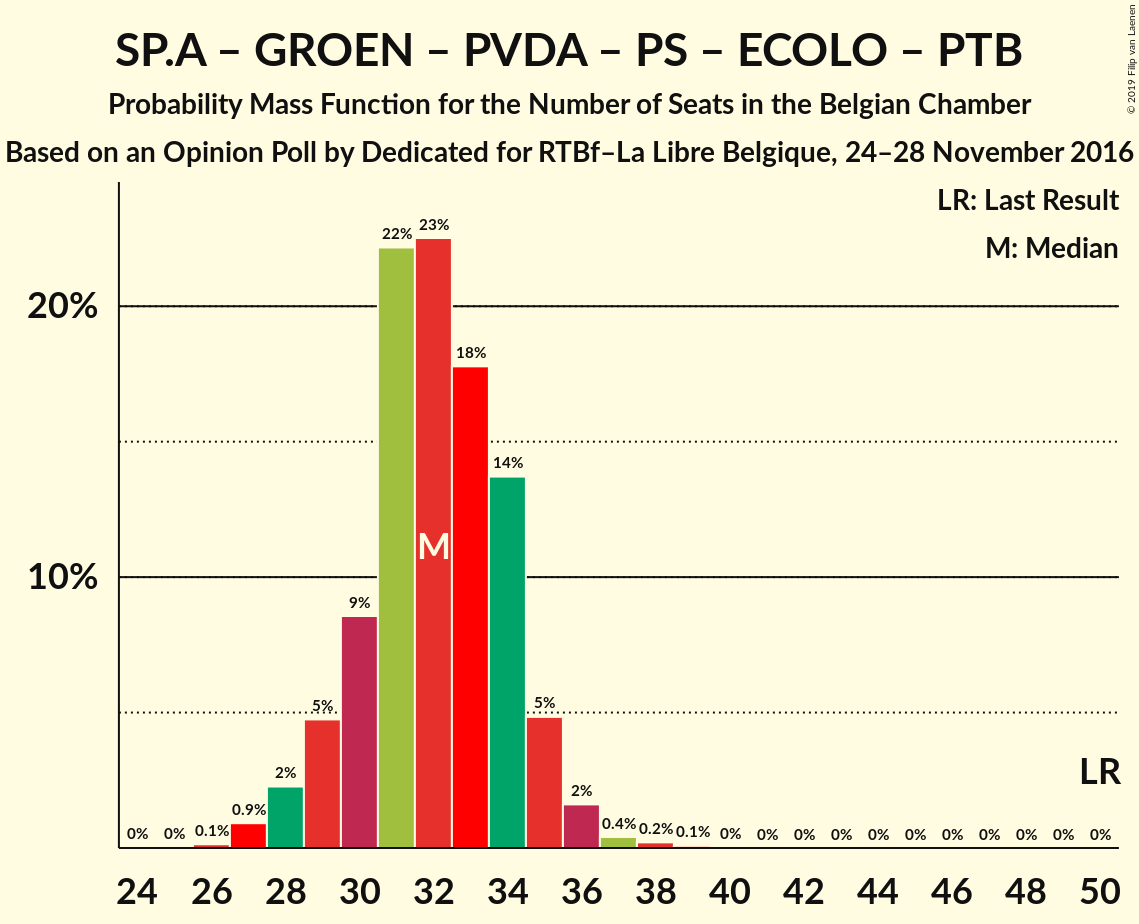 SP.A – GROEN – PVDA – PS – ECOLO – PTB
Probability Mass Function for the Number of Seats in the Belgian Chamber
Based on an Opinion Poll by Dedicated for RTBf–La Libre Belgique, 24–28 November 2016
© 2019 Filip van Laenen
LR: Last Result
M: Median
20%
10%
0% 0% 0.1% 0.9% 2% 5% 9% 22% 23% 18% 14% 5% 2% 0.4% 0.2% 0.1% 0% 0% 0% 0% 0% 0% 0% 0% 0% 0% 0%
M
LR
24 26 28 30 32 34 36 38 40 42 44 46 48 50